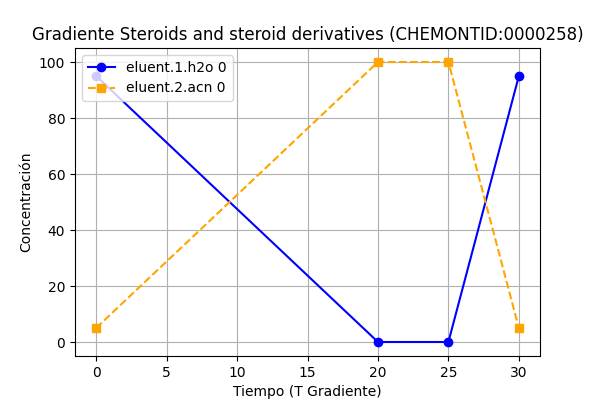 Gradiente Steroids and steroid derivatives (CHEMONTID:0000258)
eluent.1.h2o 0
eluent.2.acn 0
Concentración
100
80
60
40
20
0
0 5 10 15 20 25 30
Tiempo (T Gradiente)